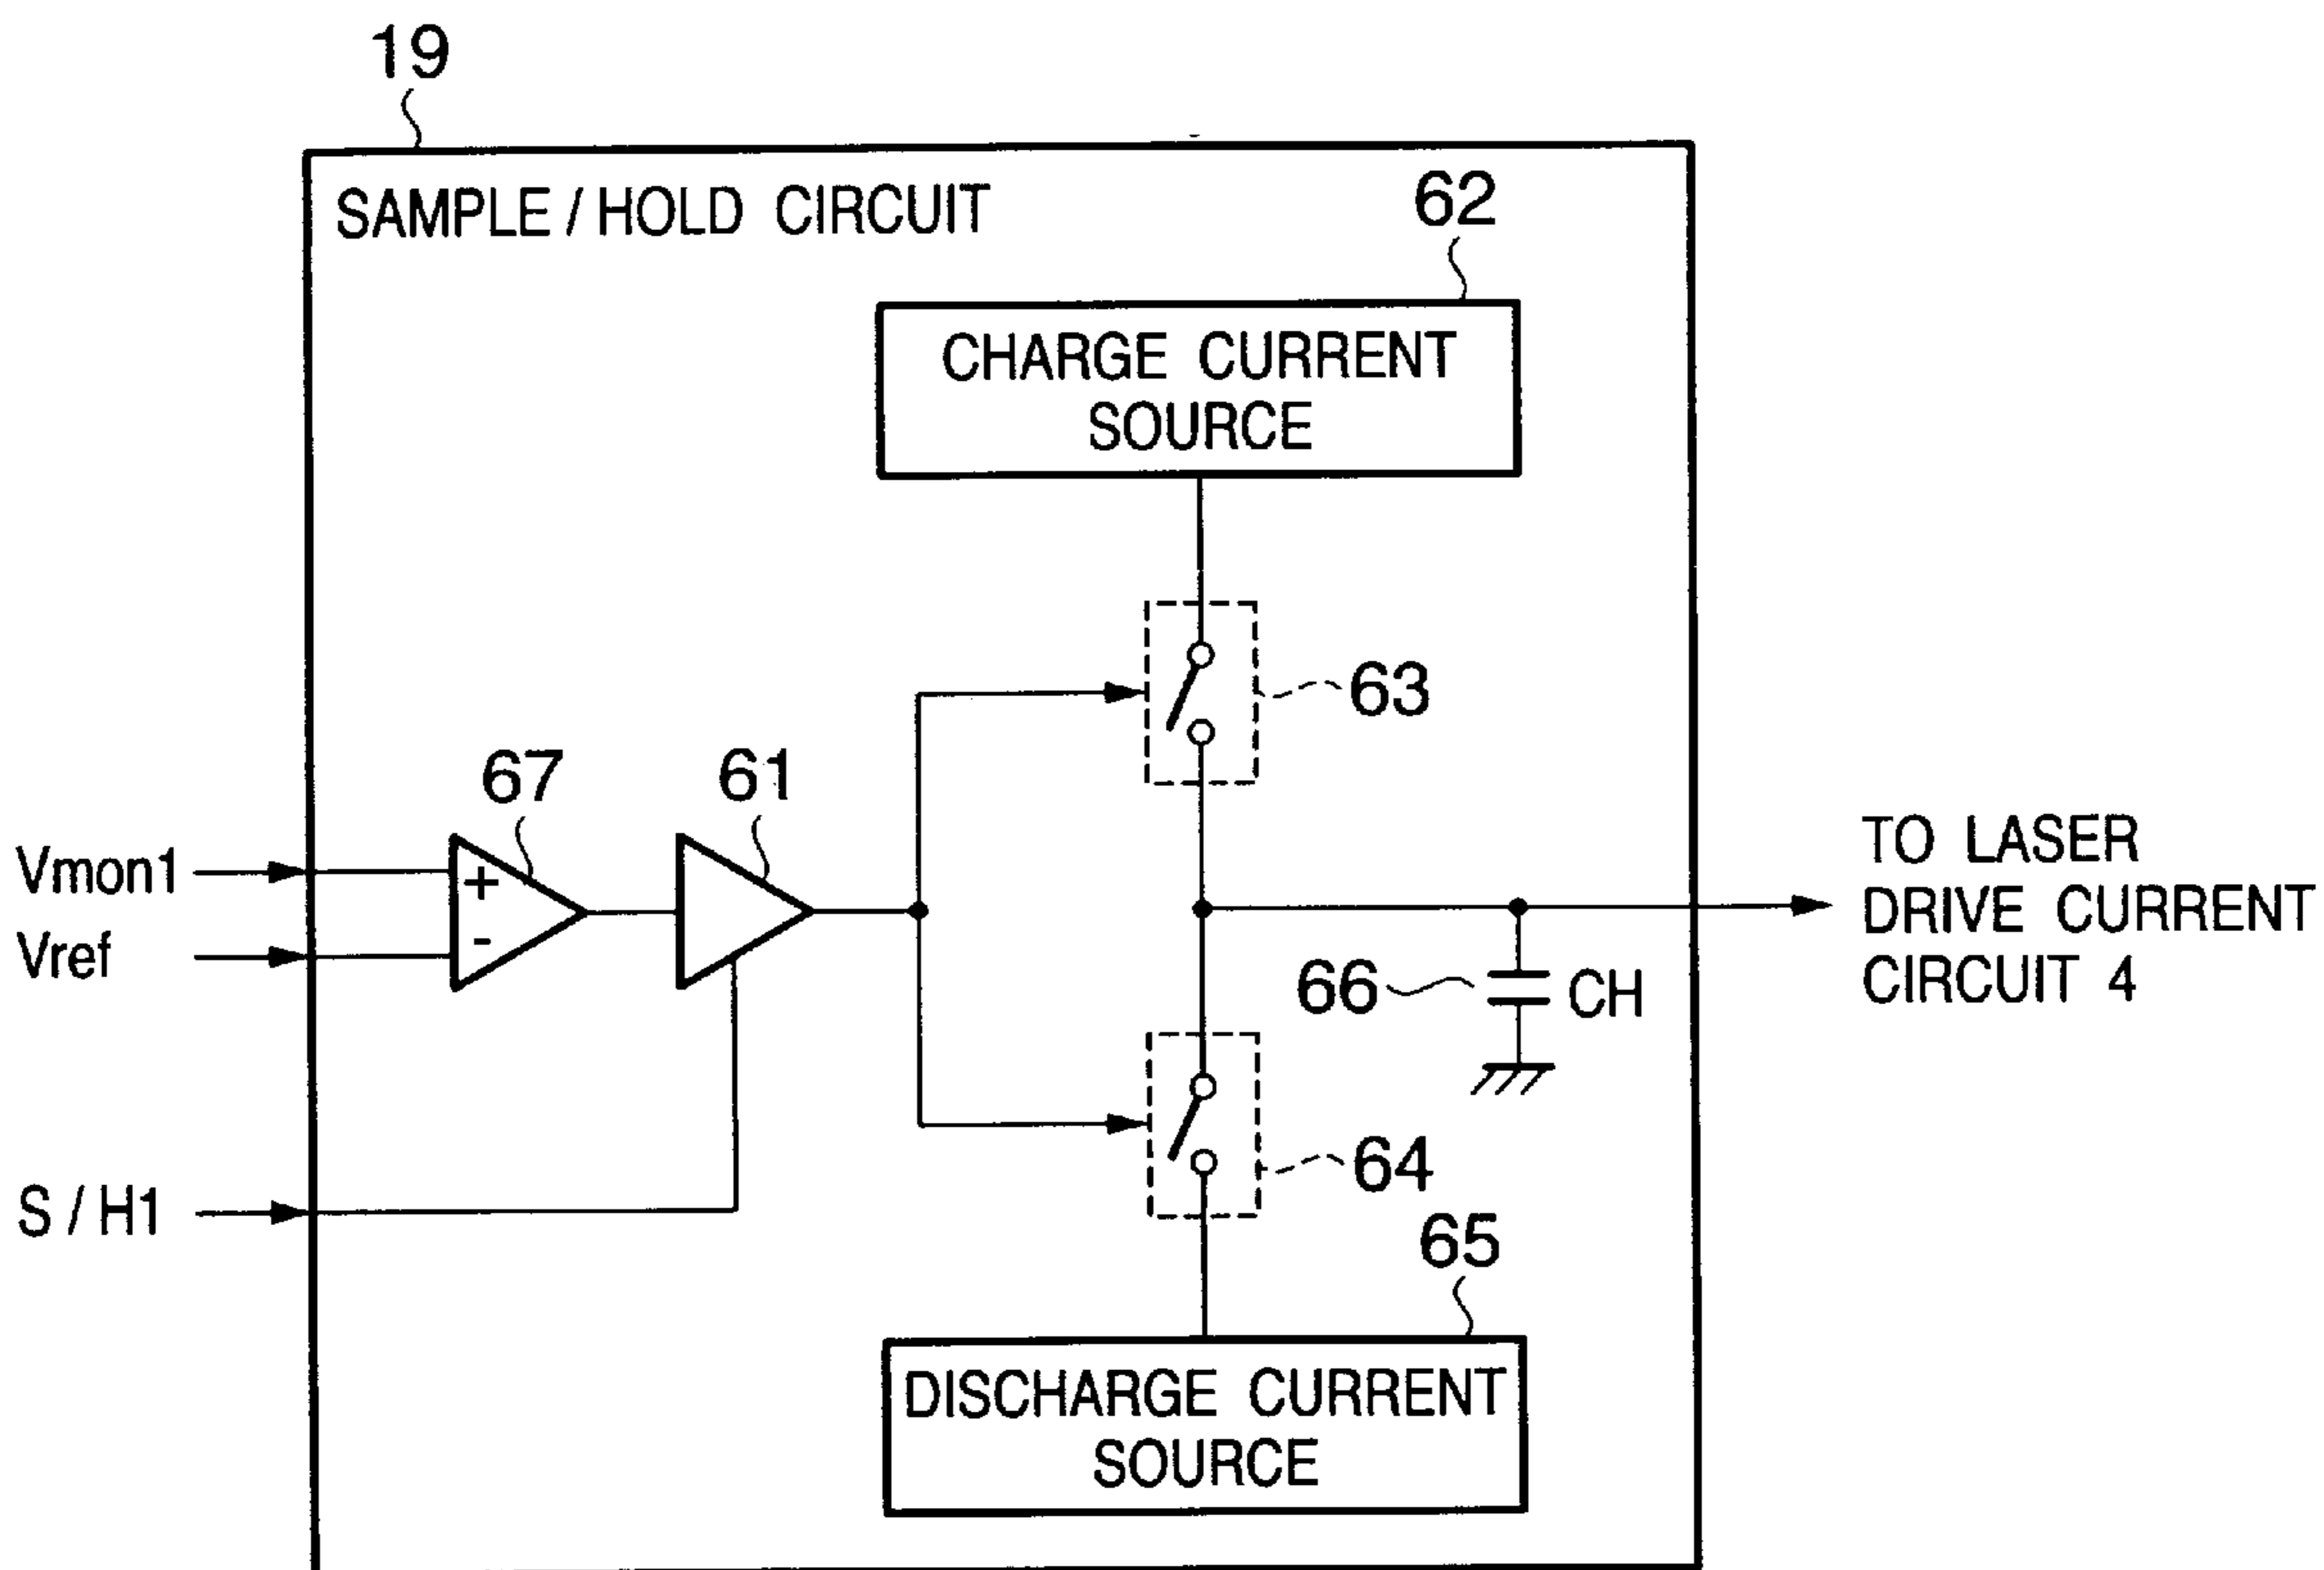 19
SAMPLE / HOLD CIRCUIT
62
CHARGE CURRENT
SOURCE
63
67
61
Vmon1
+
Vref
-
TO LASER
DRIVE CURRENT
CIRCUIT 4
66
CH
64
S / H1
65
DISCHARGE CURRENT
SOURCE